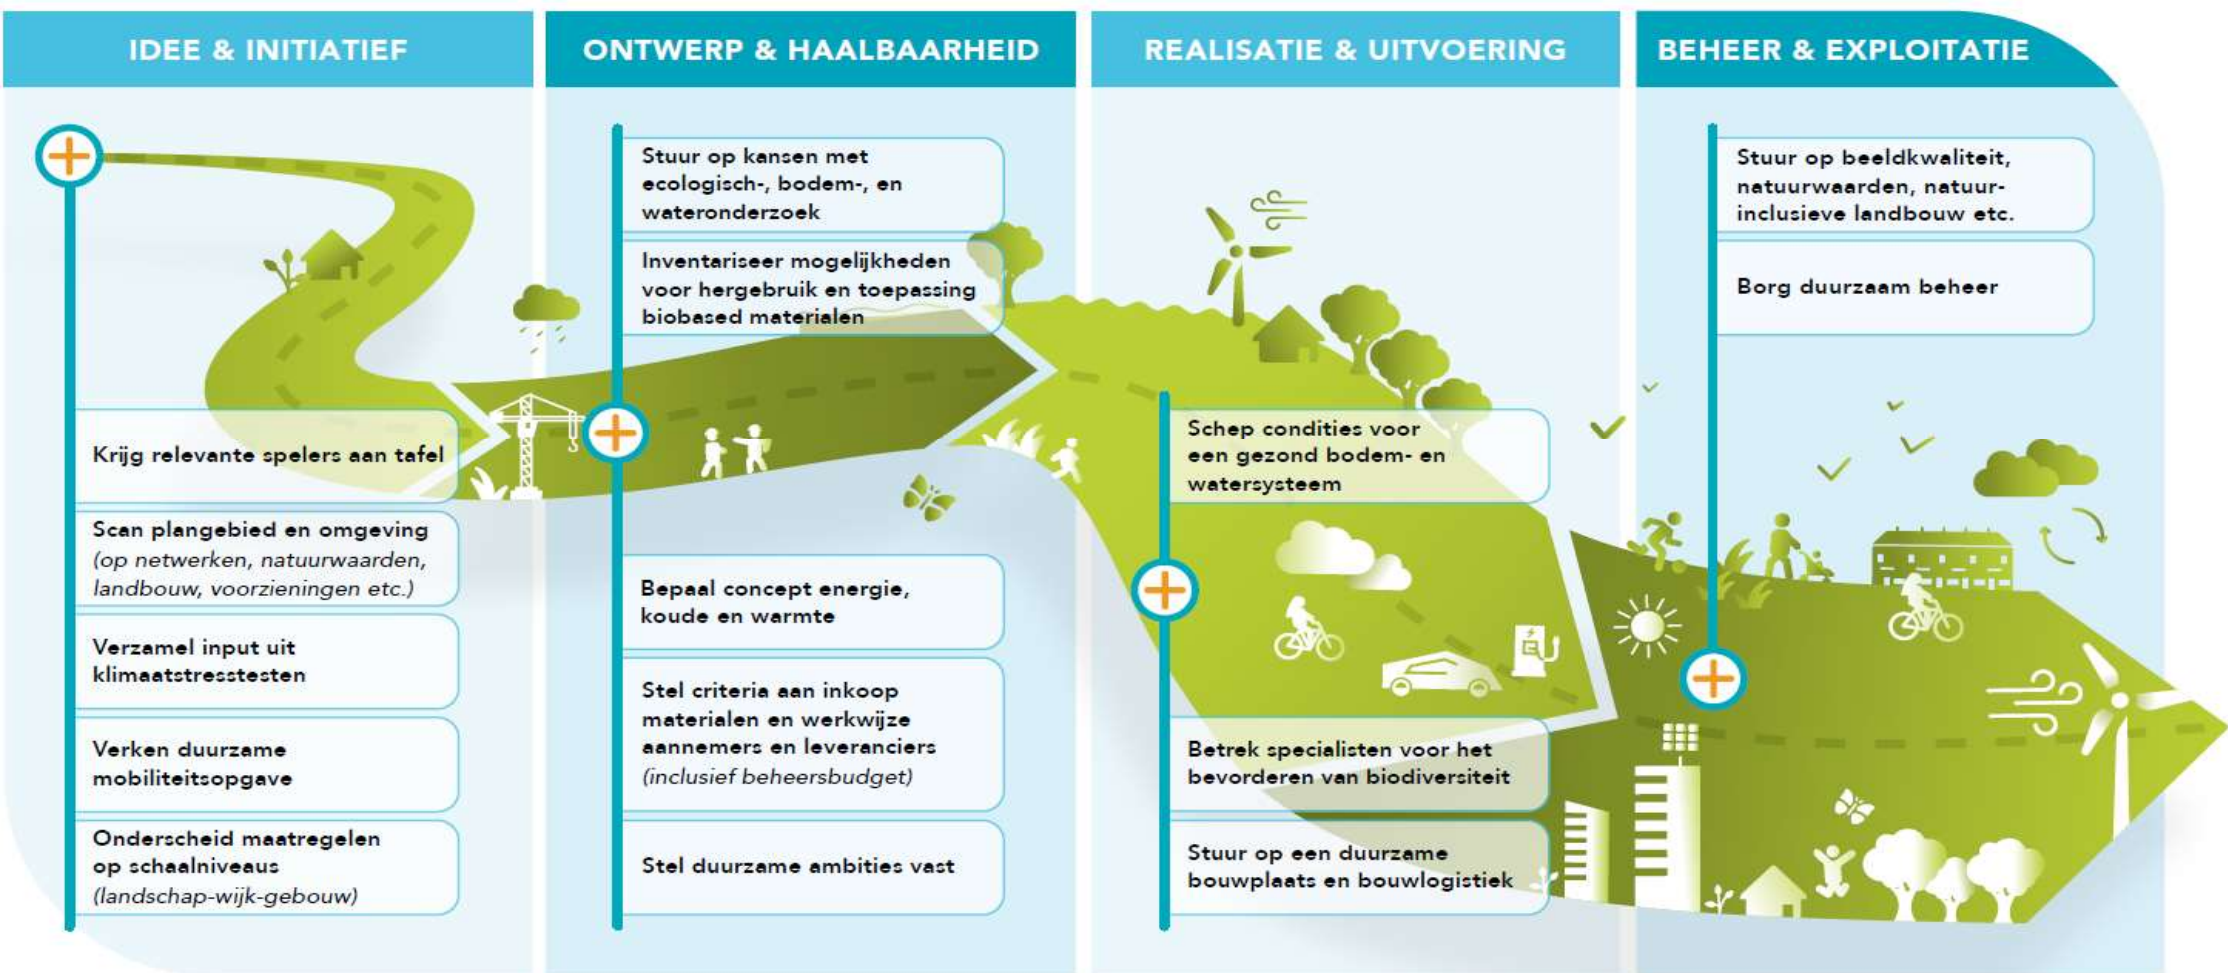 IDEE & INITIATIEF
Krijg relevante spelers aan tafel
Scan plangebied en omgeving
(op netwerken, natuurwaarden,
landbouw, voorzieningen etc.)
Verzamel input uit
klimaatstresstesten
Verken duurzame
mobiliteitsopgave
Onderscheid maatregelen
op schaalniveaus
(landschap-wijk-gebouw)
ONTWERP & HAALBAARHEID
Stuur op kansen met
ecologisch-, bodem-, en
wateronderzoek
Inventariseer mogelijkheden
voor hergebruik en toepassing
biobased materialen
Bepaal concept energie,
koude en warmte
Stel criteria aan inkoop
materialen en werkwijze
aannemers en leveranciers
(inclusief beheersbudget)
Stel duurzame ambities vast
REALISATIE & UITVOERING
Schep condities voor
een gezond bodem- en
watersysteem
Betrek specialisten voor het
bevorderen van biodiversiteit
Stuur op een duurzame
bouwplaats en bouwlogistiek
BEHEER & EXPLOITATIE
Stuur op beeldkwaliteit,
natuurwaarden, natuur-
inclusieve landbouw etc.
Borg duurzaam beheer